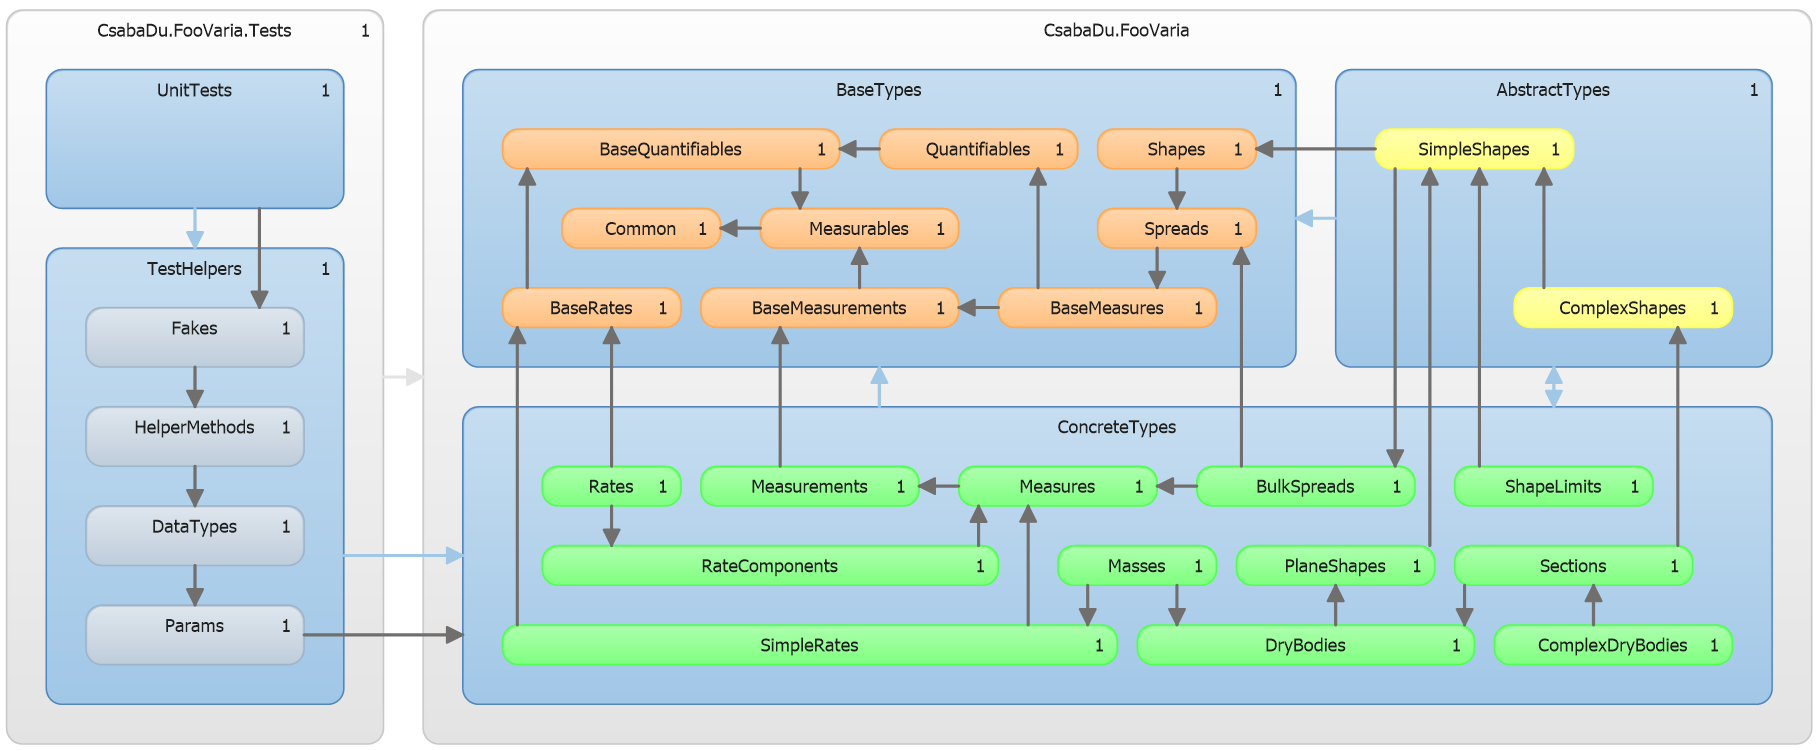 CsabaDu.FooVaria.Tests 1
UnitTests 1
TestHelpers 1
Fakes 1
HelperMethods 1
DataTypes 1
Params 1
CsabaDu.FooVaria
BaseTypes 1
BaseQuantifiables 1
Quantifiables 1
Shapes 1
Common 1
Measurables 1
Spreads 1
BaseRates 1
BaseMeasurements 1
BaseMeasures 1
AbstractTypes 1
SimpleShapes 1
ComplexShapes 1
ConcreteTypes
Rates 1
Measurements 1
Measures 1
BulkSpreads 1
ShapeLimits 1
RateComponents 1
Masses 1
PlaneShapes 1
Sections 1
SimpleRates 1
DryBodies 1
ComplexDryBodies 1